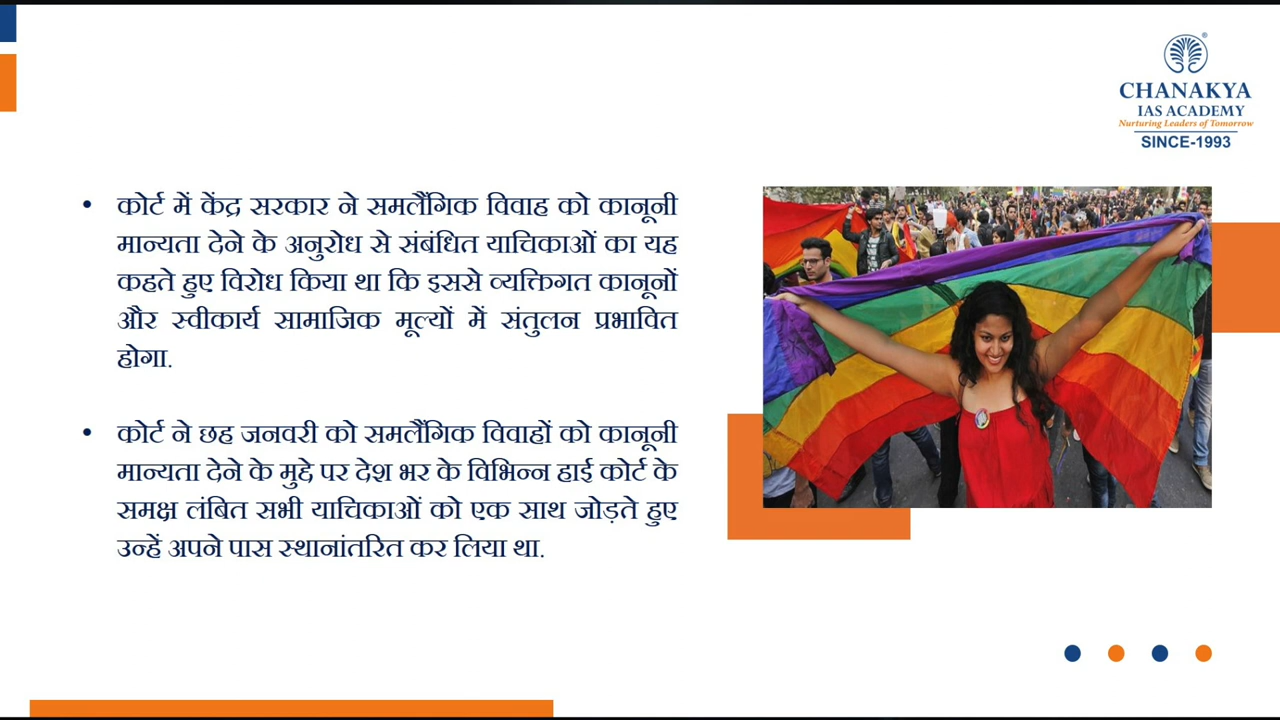 CHANAKYA
IAS ACADEMY
Nurturing Leaders of Tomorrow
SINCE-1993
• कोर्ट में केंद्र सरकार ने समलैंगिक विवाह को कानूनी
मान्यता देने के अनुरोध से संबंधित याचिकाओं का यह
कहते हुए विरोध किया था कि इससे व्यक्तिगत कानूनों
और स्वीकार्य सामाजिक मूल्यों में संतुलन प्रभावित
होगा.
• कोर्ट ने छह जनवरी को समलैंगिक विवाहों को कानूनी
मान्यता देने के मुद्दे पर देश भर के विभिन्न हाई कोर्ट के
समक्ष लंबित सभी याचिकाओं को एक साथ जोड़ते हुए
उन्हें अपने पास स्थानांतरित कर लिया था.